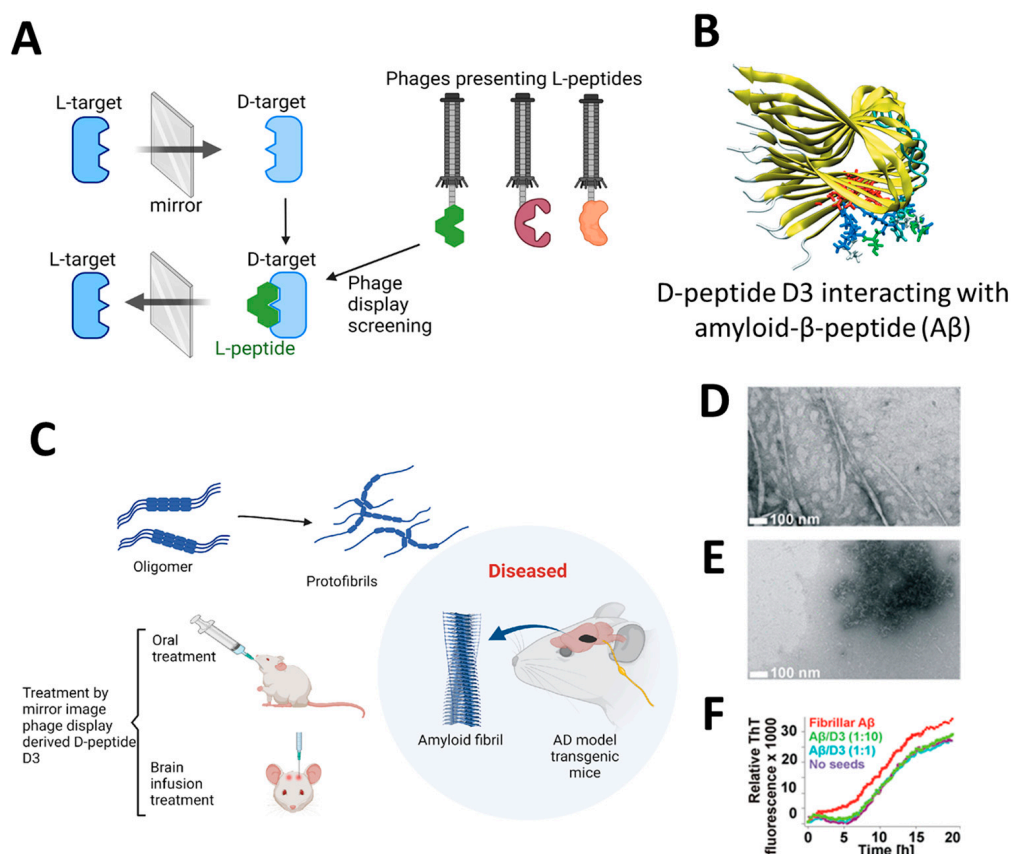 A
L-target
D-target
mirror
L-target
D-target
L-peptide
Phages presenting L-peptides
Phage
display
screening
B
D-peptide D3 interacting with
amyloid-β-peptide (Aβ)
C
Oligomer
Protofibrils
Diseased
Amyloid fibril
AD model
transgenic
mice
Treatment by
mirror image
phage display
derived D-peptide
D3
Oral
treatment
Brain
infusion
treatment
D
100 nm
E
100 nm
F
Relative ThT
fluorescence x 1000
30
20
10
0
Fibrillar Aβ
Aβ/D3 (1:10)
Aβ/D3 (1:1)
No seeds
0
5
10
15
20
Time [h]